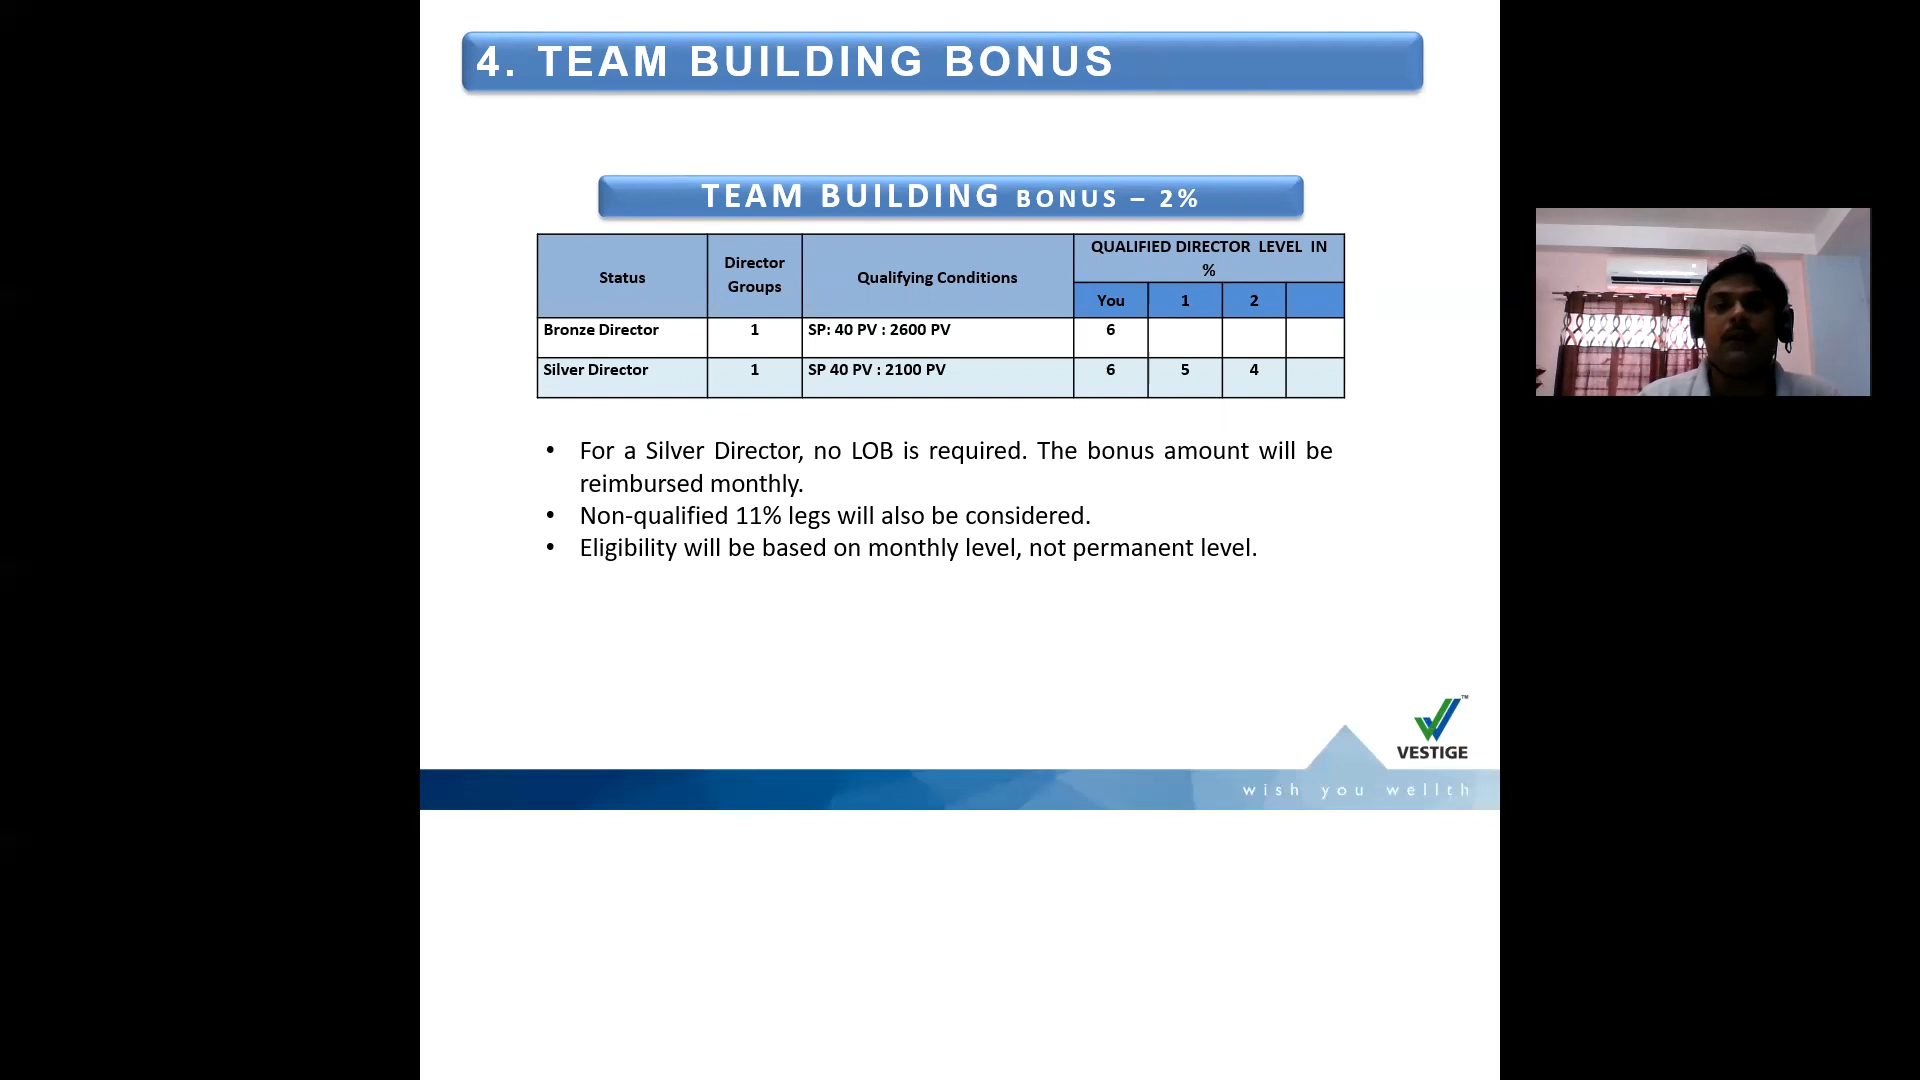 4. TEAM BUILDING BONUS
TEAM BUILDING BONUS – 2%
Status
Director Groups
Qualifying Conditions
QUALIFIED DIRECTOR LEVEL IN %
You 1 2
Bronze Director 1 SP: 40 PV : 2600 PV 6
Silver Director 1 SP 40 PV : 2100 PV 6 5 4
• For a Silver Director, no LOB is required. The bonus amount will be
reimbursed monthly.
• Non-qualified 11% legs will also be considered.
• Eligibility will be based on monthly level, not permanent level.
TM
VESTIGE
wish you wellth